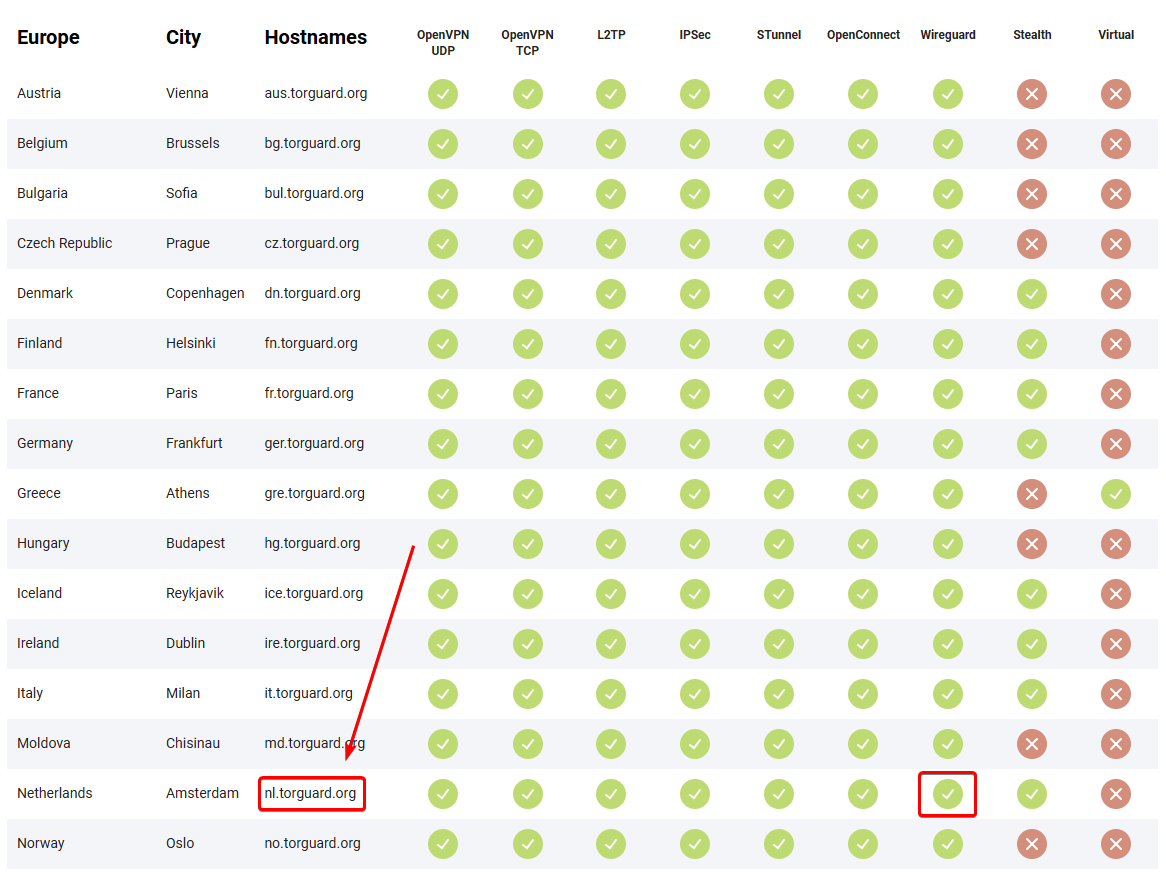 Europe City Hostnames OpenVPN UDP OpenVPN TCP L2TP IPSec STunnel OpenConnect Wireguard Stealth Virtual
Austria Vienna aus.torguard.org
Belgium Brussels bg.torguard.org
Bulgaria Sofia bul.torguard.org
Czech Republic Prague cz.torguard.org
Denmark Copenhagen dn.torguard.org
Finland Helsinki fn.torguard.org
France Paris fr.torguard.org
Germany Frankfurt ger.torguard.org
Greece Athens gre.torguard.org
Hungary Budapest hg.torguard.org
Iceland Reykjavik ice.torguard.org
Ireland Dublin ire.torguard.org
Italy Milan it.torguard.org
Moldova Chisinau md.torguard.org
Netherlands Amsterdam nl.torguard.org
Norway Oslo no.torguard.org